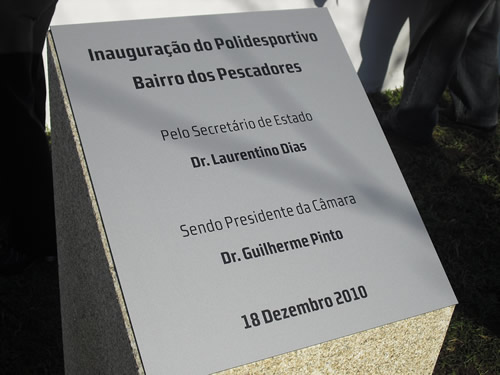 Inauguração do Polidesportivo
Bairro dos Pescadores
Pelo Secretário de Estado
Dr. Laurentino Dias
Sendo Presidente da Câmara
Dr. Guilherme Pinto
18 Dezembro 2010